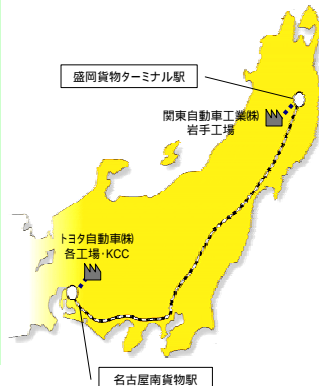 盛岡貨物ターミナル駅
関東自動車工業㈱
岩手工場
トヨタ自動車㈱
各工場・KCC
名古屋南貨物駅